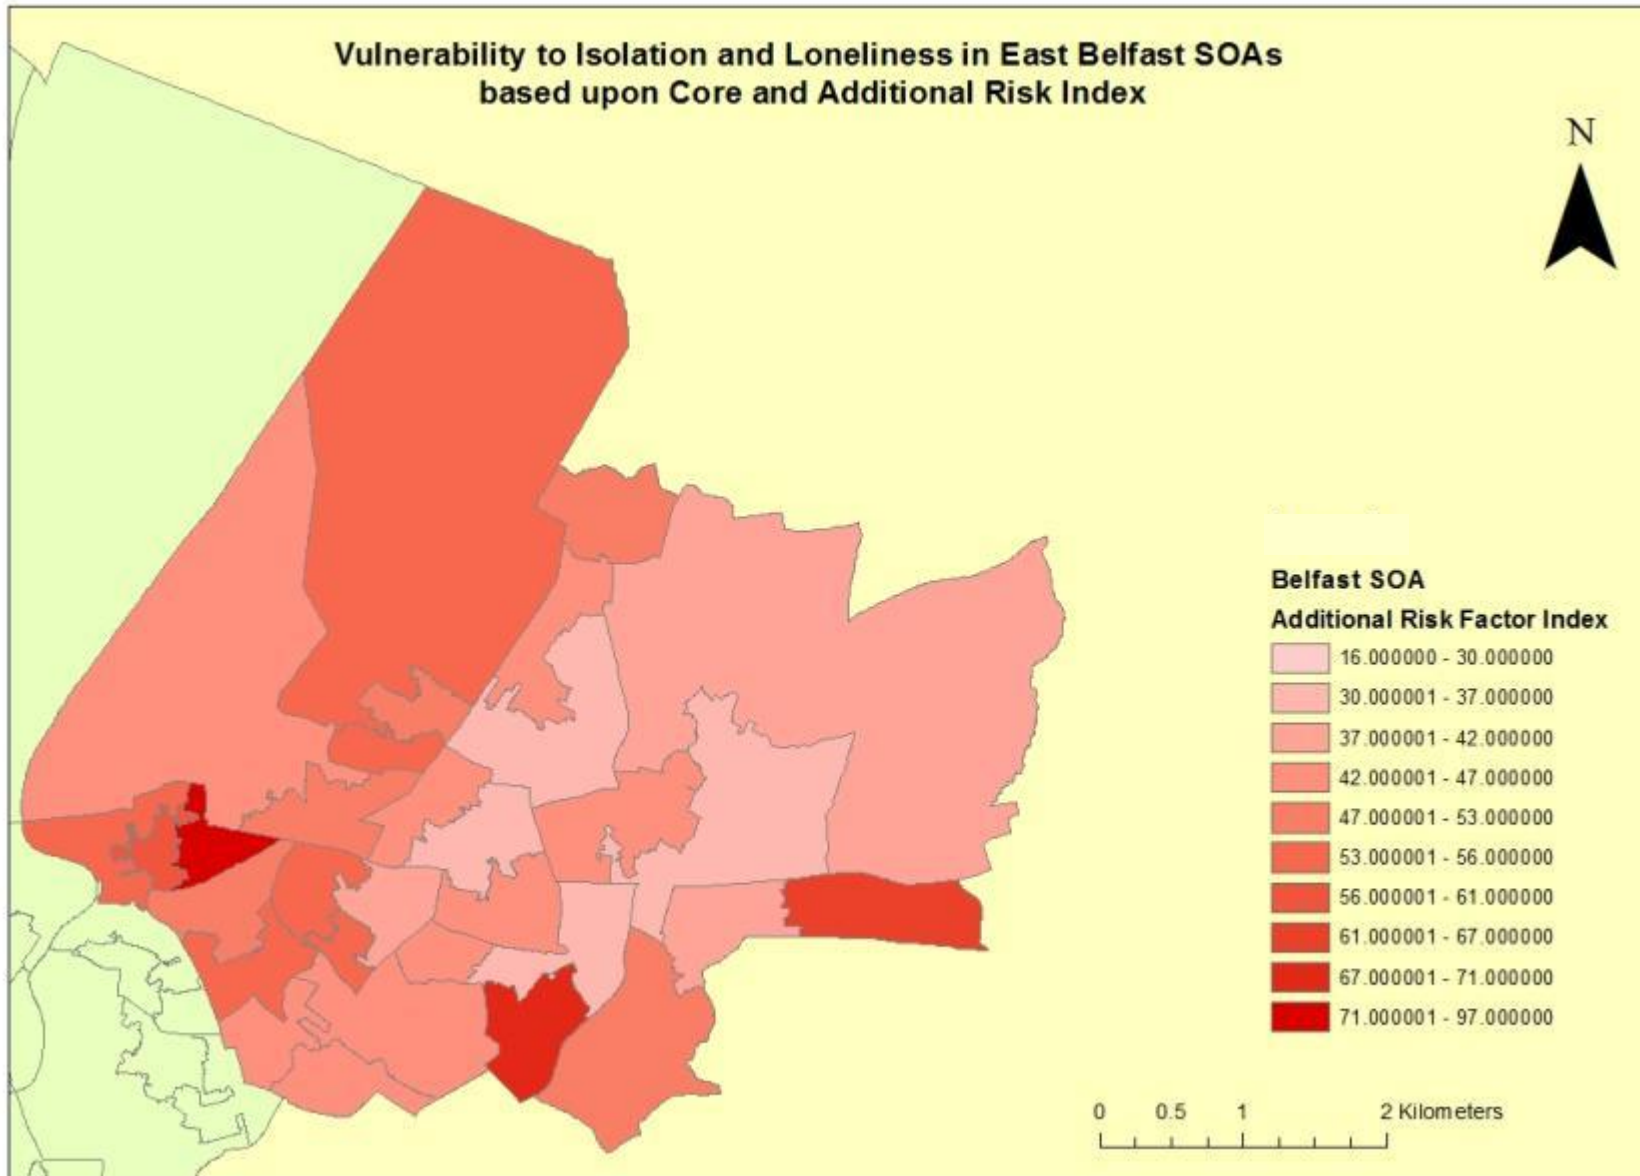 Vulnerability to Isolation and Loneliness in East Belfast SOAs
based upon Core and Additional Risk Index
N
Belfast SOA
Additional Risk Factor Index
16.000000 - 30.000000
30.000001 - 37.000000
37.000001 - 42.000000
42.000001 - 47.000000
47.000001 - 53.000000
53.000001 - 56.000000
56.000001 - 61.000000
61.000001 - 67.000000
67.000001 - 71.000000
71.000001 - 97.000000
0 0.5 1 2 Kilometers